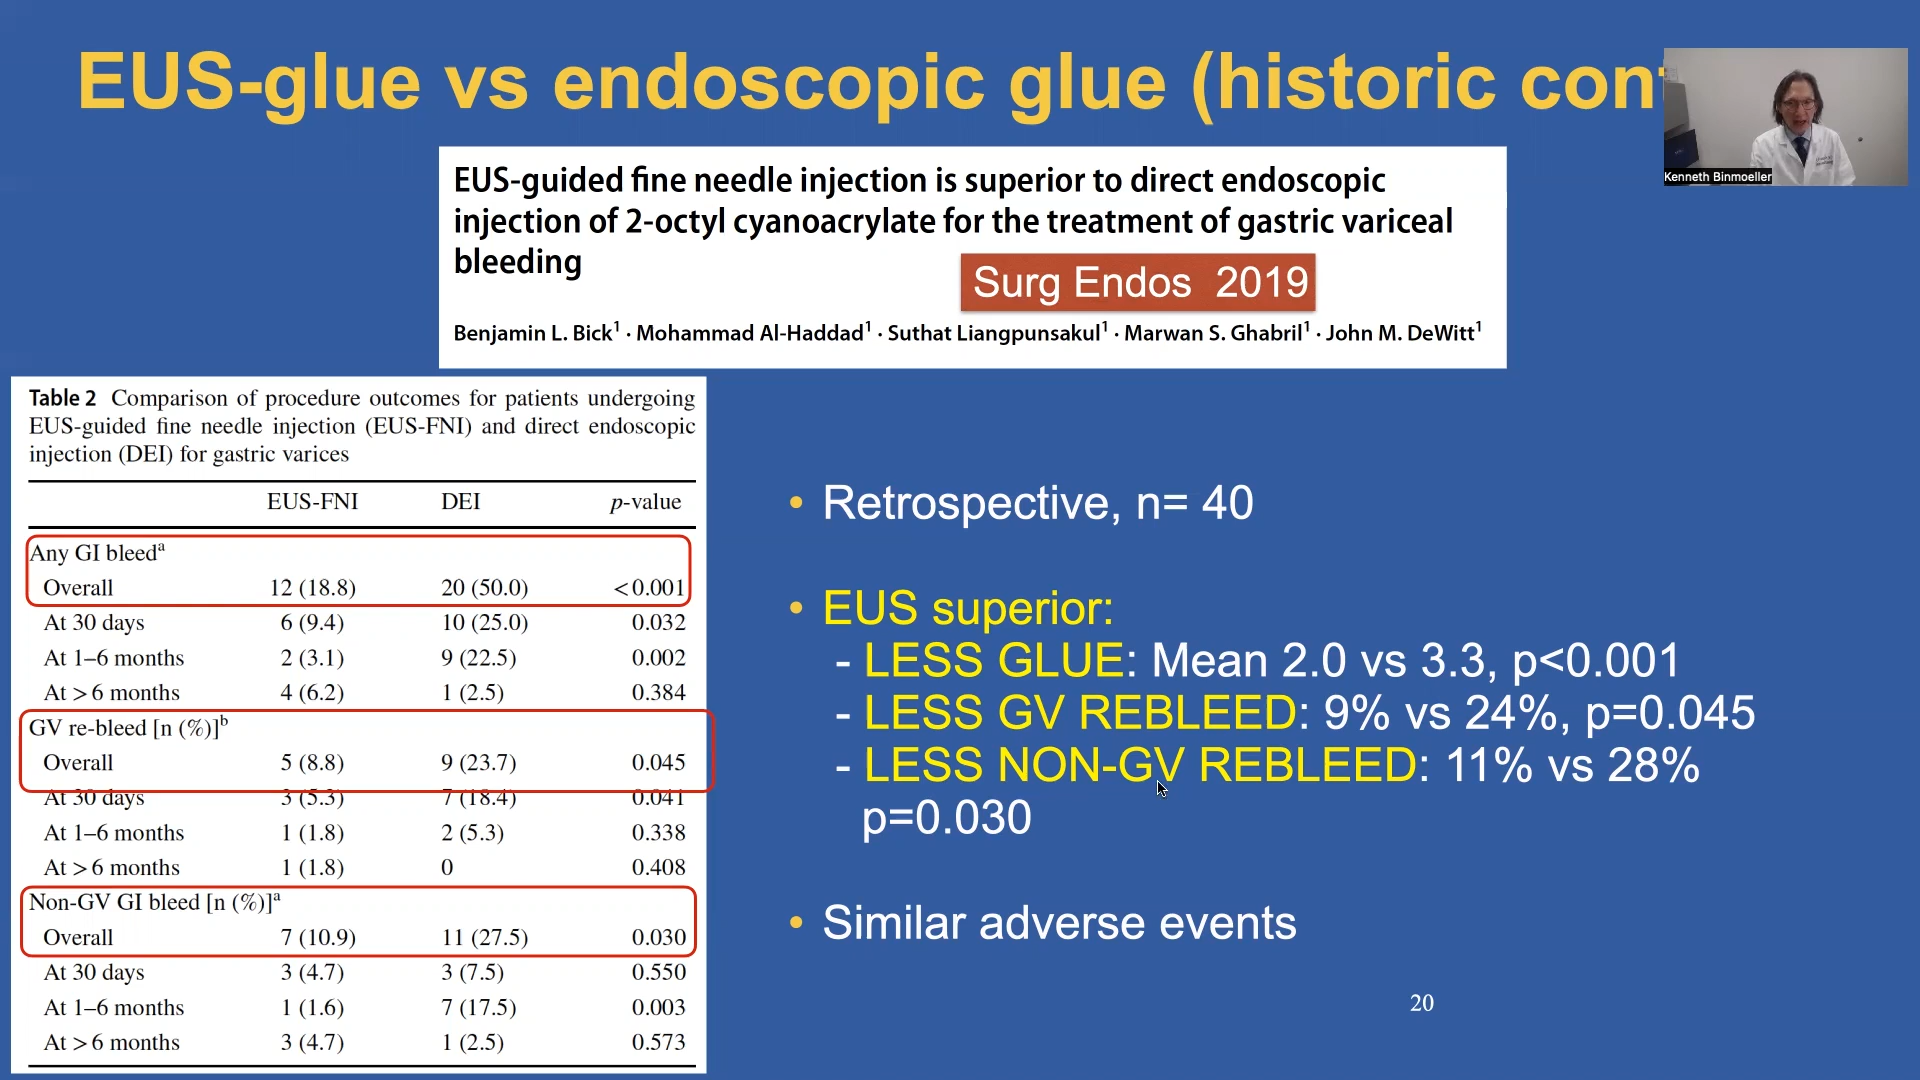 EUS-glue vs endoscopic glue (historic con
Kenneth Binmoeller
EUS-guided fine needle injection is superior to direct endoscopic
injection of 2-octyl cyanoacrylate for the treatment of gastric variceal
bleeding
Surg Endos 2019
Benjamin L. Bick1 · Mohammad Al-Haddad1 · Suthat Liangpunsakul1 · Marwan S. Ghabril1 · John M. DeWitt1
Table 2 Comparison of procedure outcomes for patients undergoing
EUS-guided fine needle injection (EUS-FNI) and direct endoscopic
injection (DEI) for gastric varices
EUS-FNI DEI p-value
Any GI bleeda
Overall 12 (18.8) 20 (50.0) <0.001
At 30 days 6 (9.4) 10 (25.0) 0.032
At 1–6 months 2 (3.1) 9 (22.5) 0.002
At > 6 months 4 (6.2) 1 (2.5) 0.384
GV re-bleed [n (%)]b
Overall 5 (8.8) 9 (23.7) 0.045
At 30 days 3 (5.3) 7 (18.4) 0.041
At 1–6 months 1 (1.8) 2 (5.3) 0.338
At > 6 months 1 (1.8) 0 0.408
Non-GV GI bleed [n (%)]a
Overall 7 (10.9) 11 (27.5) 0.030
At 30 days 3 (4.7) 3 (7.5) 0.550
At 1–6 months 1 (1.6) 7 (17.5) 0.003
At > 6 months 3 (4.7) 1 (2.5) 0.573
• Retrospective, n= 40
• EUS superior:
- LESS GLUE: Mean 2.0 vs 3.3, p<0.001
- LESS GV REBLEED: 9% vs 24%, p=0.045
- LESS NON-GV REBLEED: 11% vs 28%
p=0.030
• Similar adverse events
20